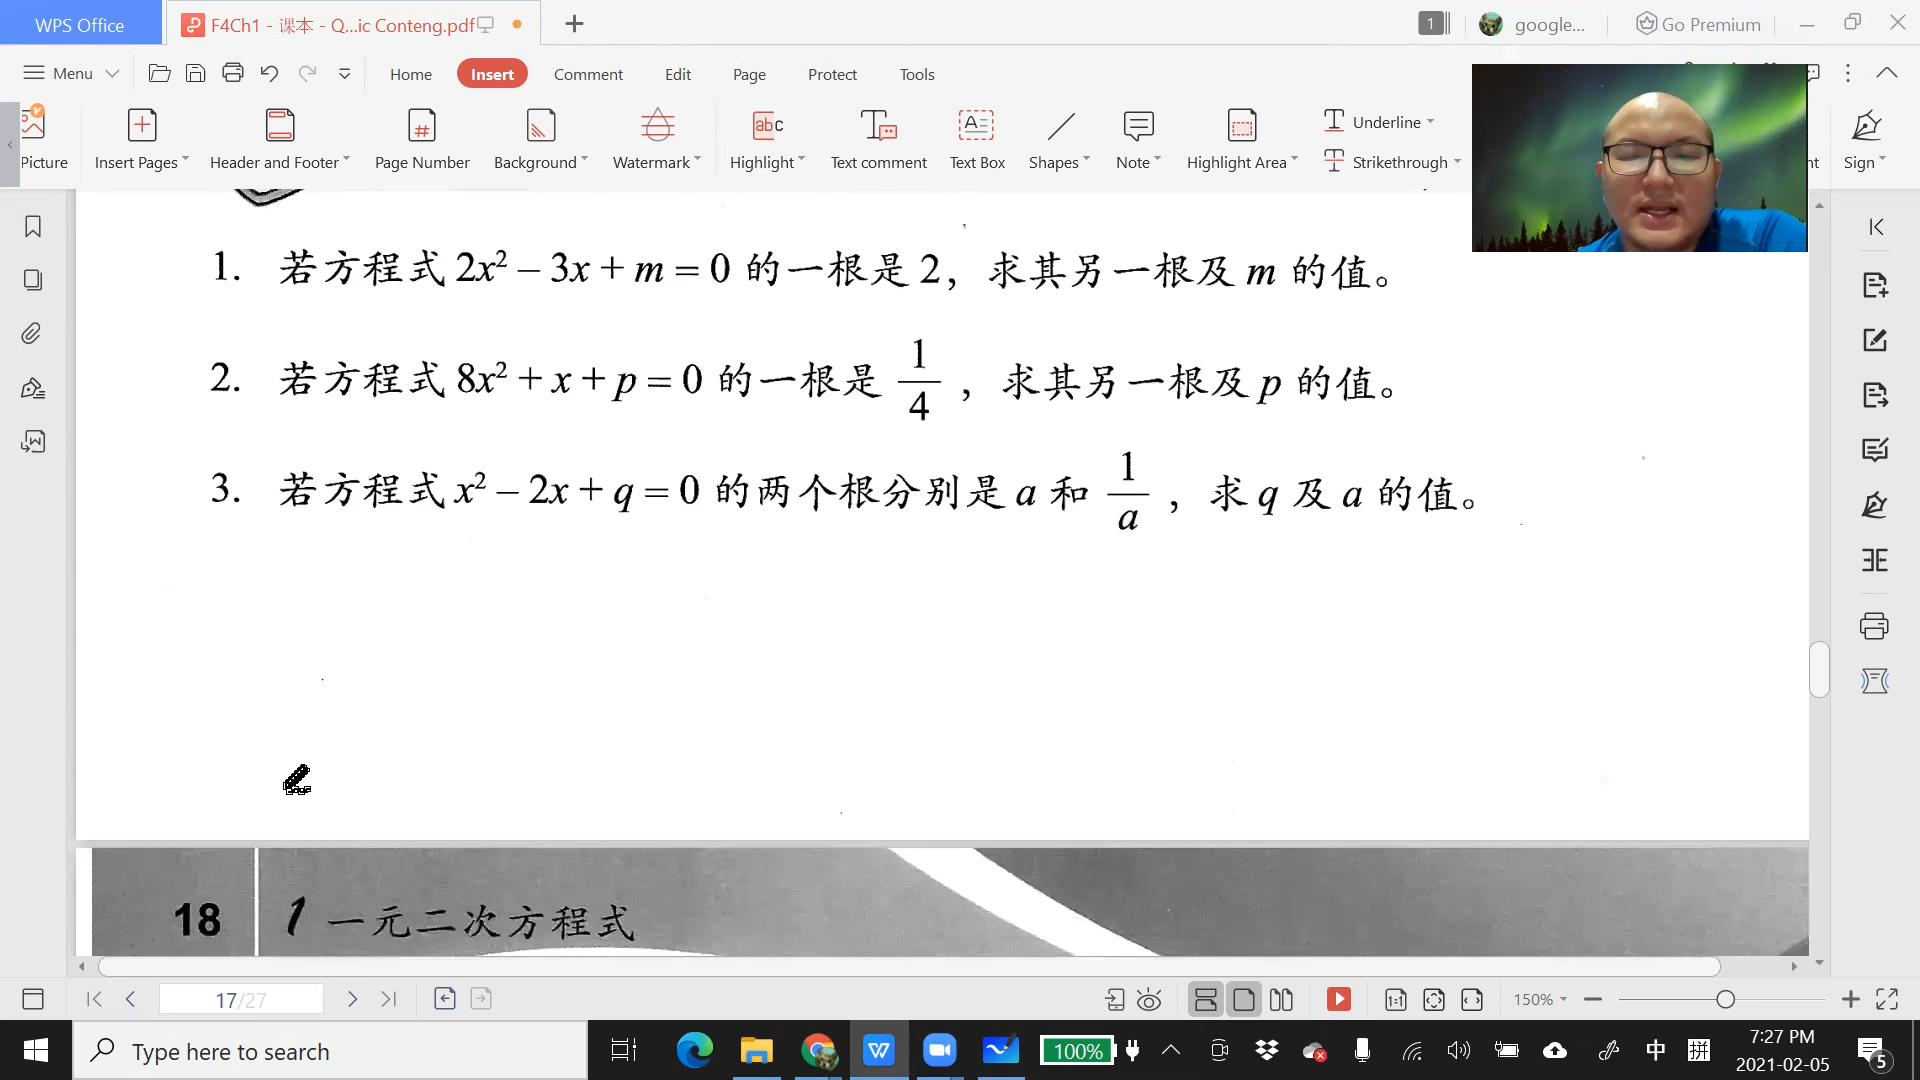 WPS Office
F4Ch1 - 课本 - Q...ic Conteng.pdf
1
google...
Go Premium
Menu
Home
Insert
Comment
Edit
Page
Protect
Tools
Picture
Insert Pages
Header and Footer
Page Number
Background
Watermark
Highlight
Text comment
Text Box
Shapes
Note
Highlight Area
Underline
Strikethrough
Sign
1. 若方程式 2x² – 3x + m = 0 的一根是 2，求其另一根及 m 的值。
2. 若方程式 8x² + x + p = 0 的一根是 1/4，求其另一根及 p 的值。
3. 若方程式 x² – 2x + q = 0 的两个根分别是 a 和 1/a，求 q 及 a 的值。
18 1 一元二次方程式
17/27
150%
Type here to search
100%
中
拼
7:27 PM
2021-02-05
5